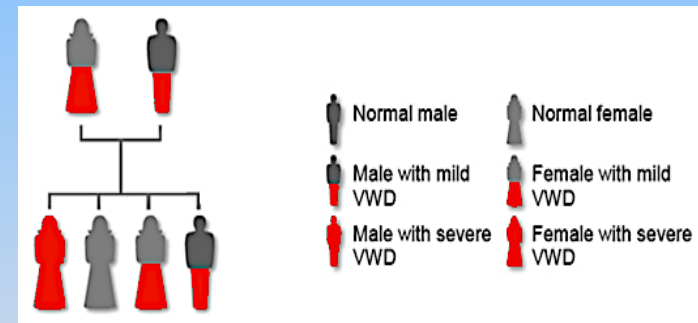 Normal male
Normal female
Male with mild
VWD
Female with mild
VWD
Male with severe
VWD
Female with severe
VWD